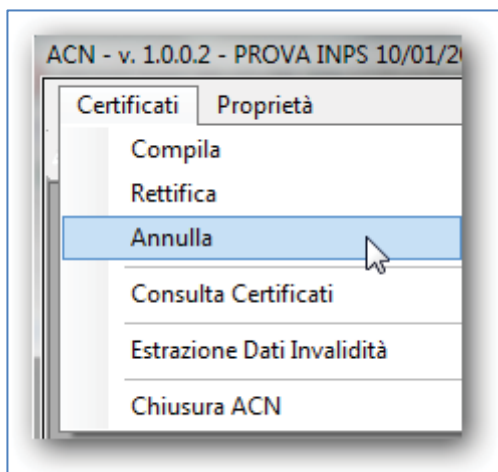 ACN - v. 1.0.0.2 - PROVA INPS 10/01/2
Certificati Proprietà
Compila
Rettifica
Annulla
Consulta Certificati
Estrazione Dati Invalidità
Chiusura ACN